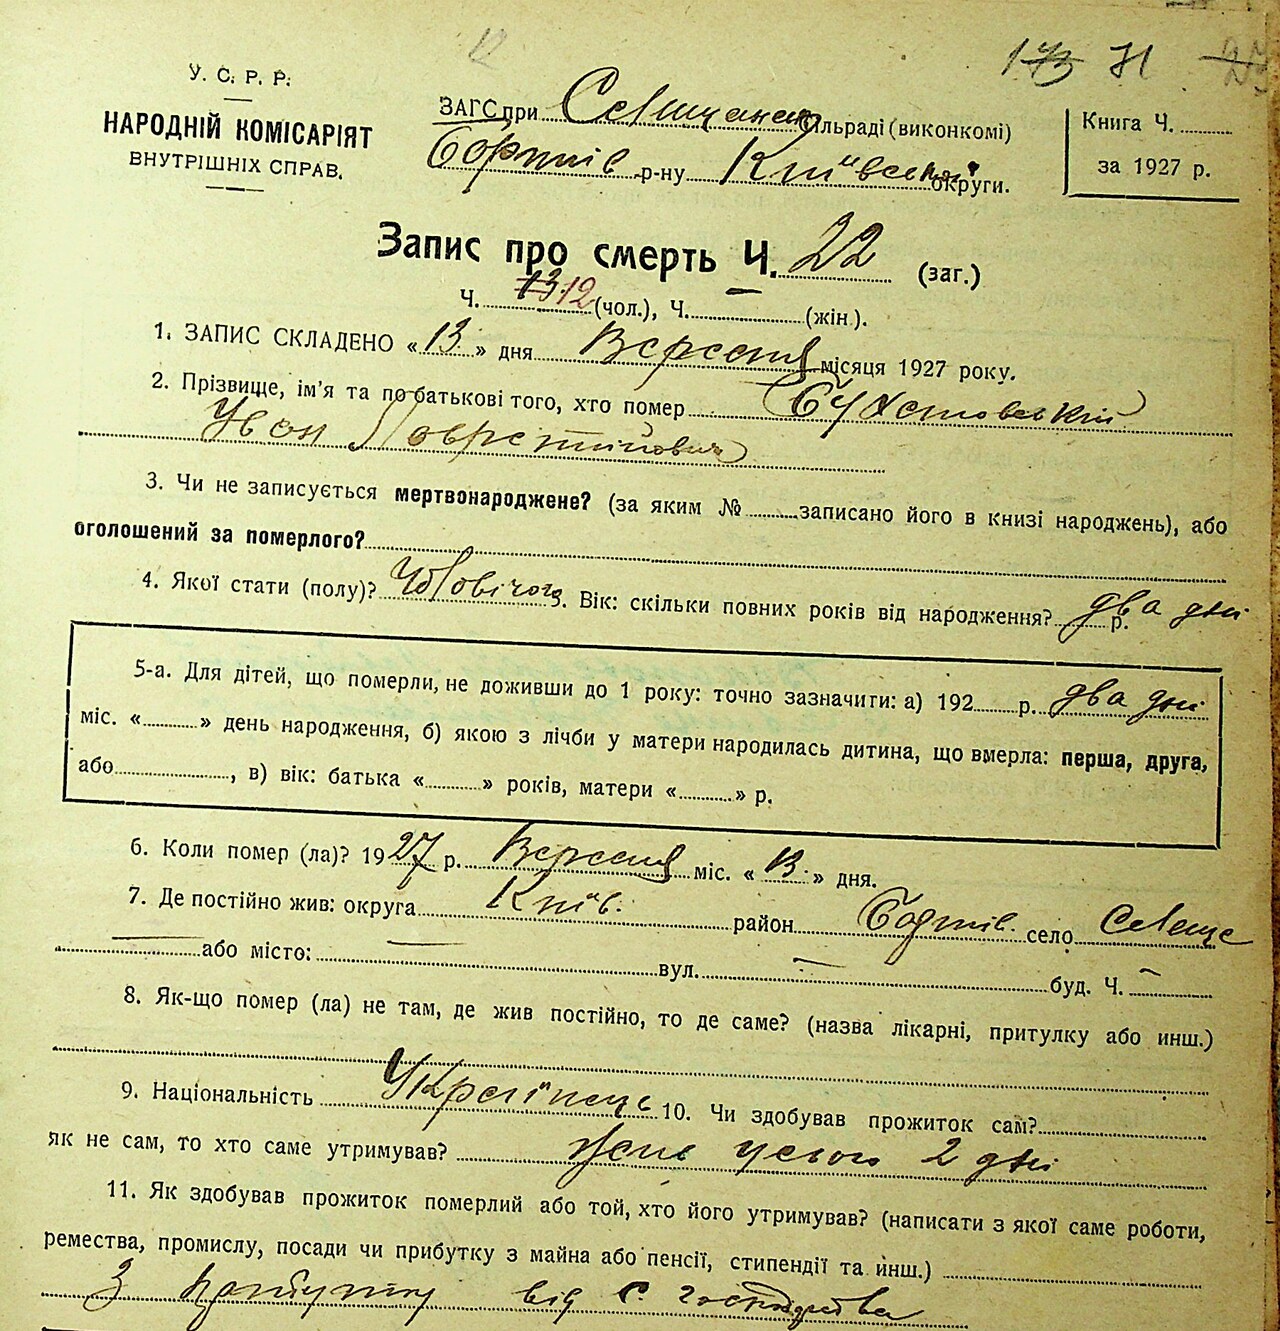 12
173 71 27
У. С. Р. Р.
НАРОДНІЙ КОМІСАРІЯТ
ВНУТРІШНІХ СПРАВ.
ЗАГС при Селищанск сільраді (виконкомі)
р-ну Київської округи.
Книга Ч.
за 1927 р.
Запис про смерть Ч. 22 (заг.)
Ч. 13. 12 (чол.), Ч. (жін.).
1. ЗАПИС СКЛАДЕНО « 13 » дня Вересня місяця 1927 року.
2. Прізвище, ім'я та по батькові того, хто помер
Іван
3. Чи не записується мертвонароджене? (за яким № записано його в книзі народжень), або
оголошений за померлого?
4. Якої стати (полу)? Чоловічого 5. Вік: скільки повних років від народження? два дні р.
5-а. Для дітей, що померли, не доживши до 1 року: точно зазначити: а) 192 р. два дні
міс. « » день народження, б) якою з лічби у матери народилась дитина, що вмерла: перша, друга,
або , в) вік: батька « » років, матери « » р.
6. Коли помер (ла)? 1927 р. Вересня міс. « 13 » дня.
7. Де постійно жив: округа Київ. район село Селище
або місто: вул. буд. Ч.
8. Як-що помер (ла) не там, де жив постійно, то де саме? (назва лікарні, притулку або инш.)
9. Національність Українець 10. Чи здобував прожиток сам?
як не сам, то хто саме утримував? усього 2 дні
11. Як здобував прожиток померлий або той, хто його утримував? (написати з якої саме роботи,
ремества, промислу, посади чи прибутку з майна або пенсії, стипендії та инш.)
З прибутку від с. господарства